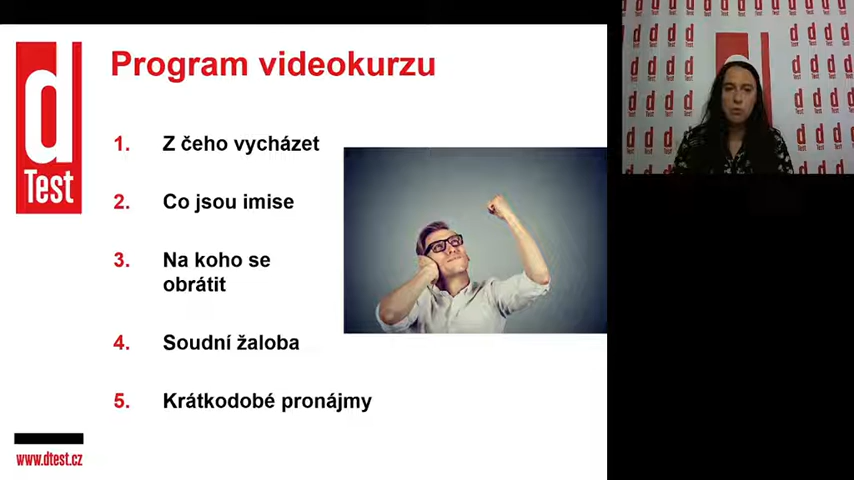 d
Test
Program videokurzu
1. Z čeho vycházet
2. Co jsou imise
3. Na koho se
obrátit
4. Soudní žaloba
5. Krátkodobé pronájmy
www.dtest.cz